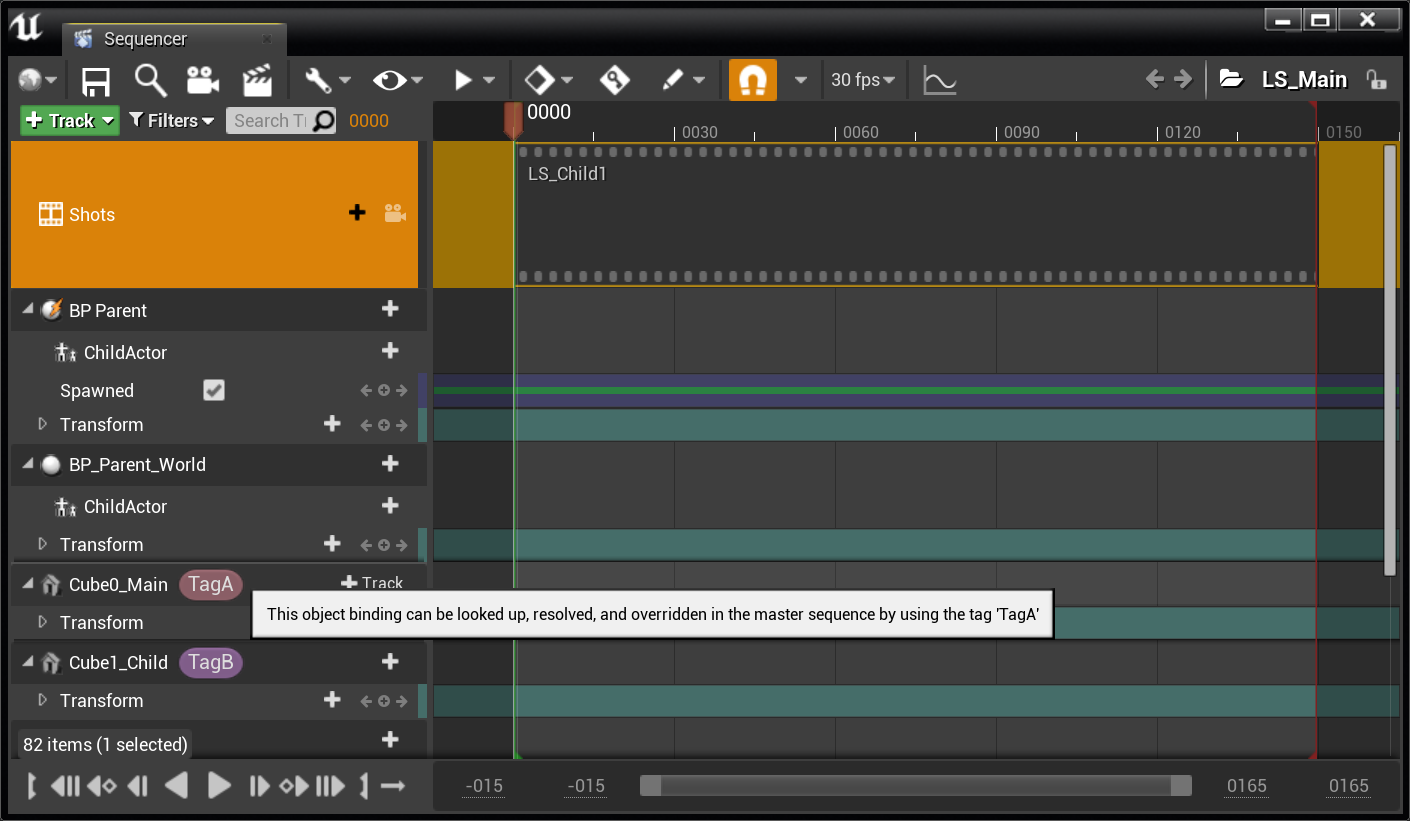 Sequencer
30 fps
LS_Main
Track
Filters
Search Tr
0000
0000
0030
0060
0090
0120
0150
Shots
LS_Child1
BP Parent
ChildActor
Spawned
Transform
BP_Parent_World
ChildActor
Transform
Cube0_Main
TagA
Track
This object binding can be looked up, resolved, and overridden in the master sequence by using the tag 'TagA'
Transform
Cube1_Child
TagB
Transform
82 items (1 selected)
-015
-015
0165
0165